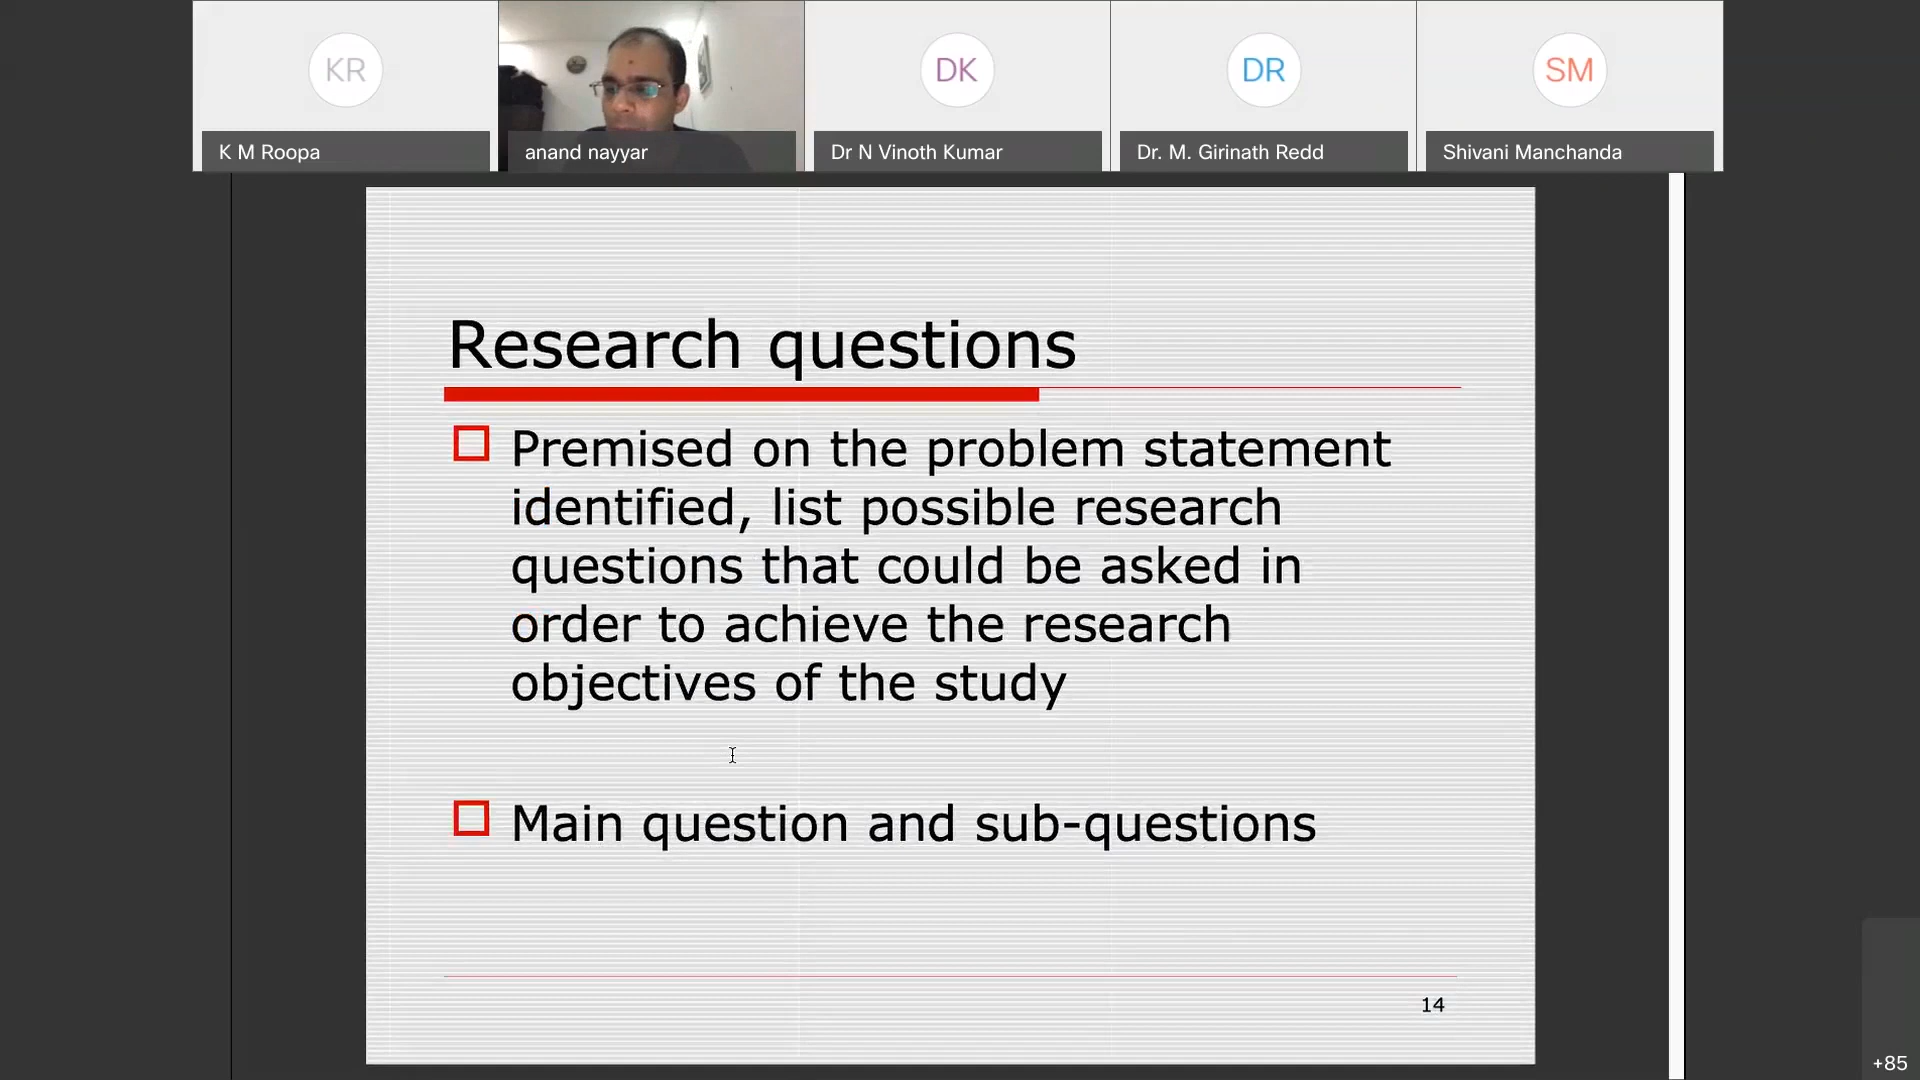 KR
DK
DR
SM
K M Roopa
anand nayyar
Dr N Vinoth Kumar
Dr. M. Girinath Redd
Shivani Manchanda
Research questions
Premised on the problem statement
identified, list possible research
questions that could be asked in
order to achieve the research
objectives of the study
Main question and sub-questions
14
+85